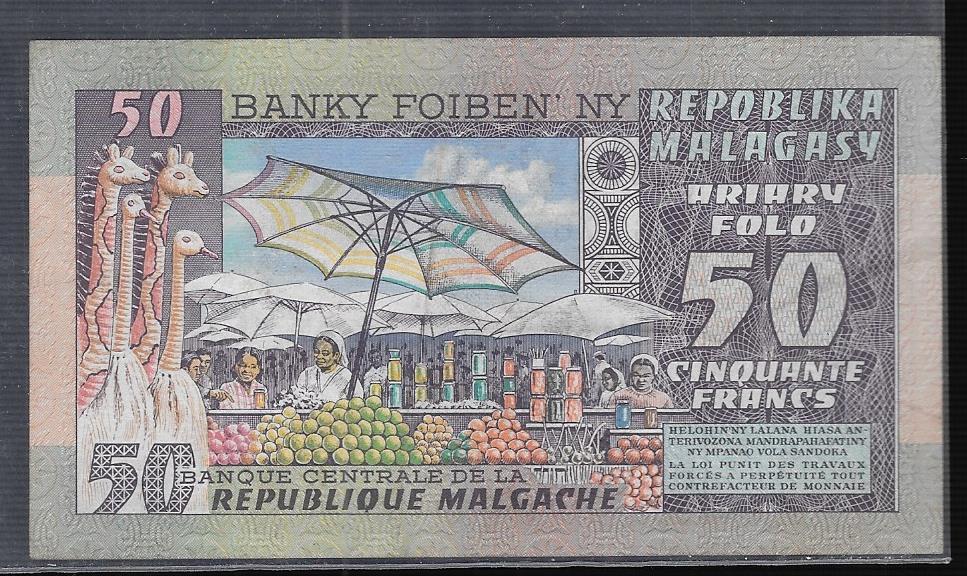 50
BANKY FOIBEN' NY
REPOBLIKA
MALAGASY
ARIARY
FOLO
50
CINQUANTE
FRANCS
HELOHIN'NY LALANA HIASA AN-
TERIVOZONA MANDRAPAHAFATINY
NY MPANAO VOLA SANDOKA
LA LOI PUNIT DES TRAVAUX
FORCÉS A PERPÉTUITÉ TOUT
CONTREFACTEUR DE MONNAIE
50
BANQUE CENTRALE DE LA
RÉPUBLIQUE MALGACHE